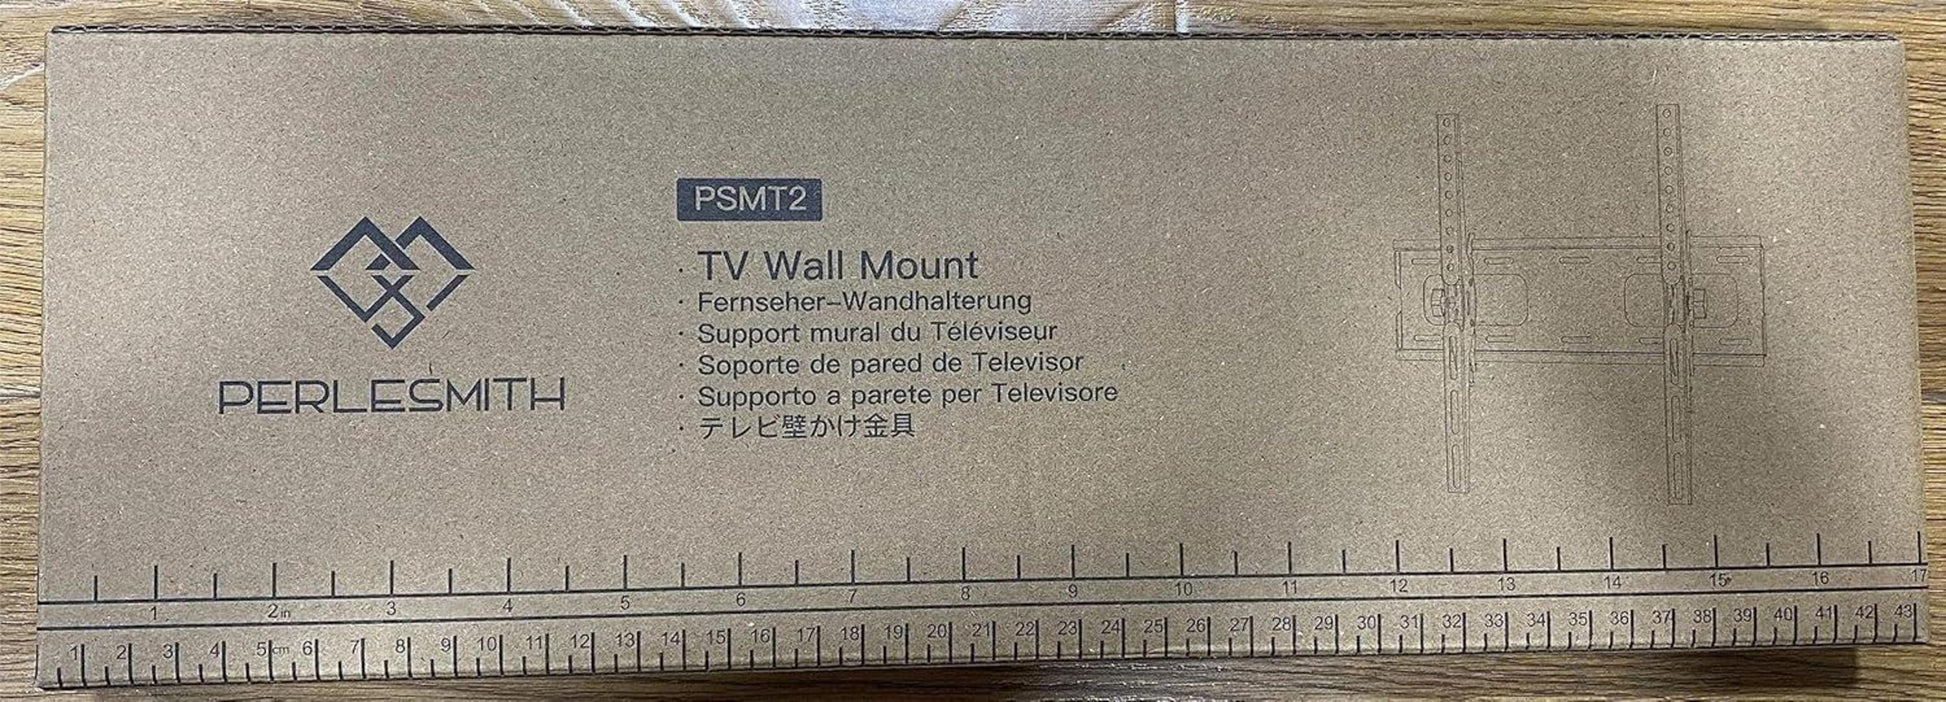 PSMT2
· TV Wall Mount
· Fernseher-Wandhalterung
· Support mural du Téléviseur
· Soporte de pared de Televisor
· Supporto a parete per Televisore
· テレビ壁かけ金具
PERLESMITH
1 2in 3 4 5 6 7 8 9 10 11 12 13 14 15 16 17
1 2 3 4 5cm 6 7 8 9 10 11 12 13 14 15 16 17 18 19 20 21 22 23 24 25 26 27 28 29 30 31 32 33 34 35 36 37 38 39 40 41 42 43